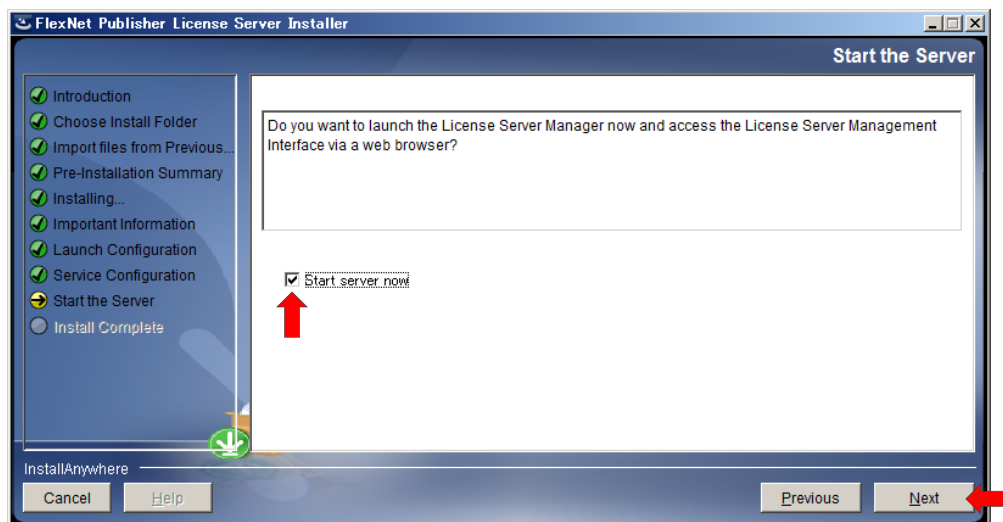 FlexNet Publisher License Server Installer
Start the Server
Introduction
Choose Install Folder
Import files from Previous...
Pre-Installation Summary
Installing...
Important Information
Launch Configuration
Service Configuration
Start the Server
Install Complete
Do you want to launch the License Server Manager now and access the License Server Management
Interface via a web browser?
Start server now
InstallAnywhere
Cancel
Help
Previous
Next